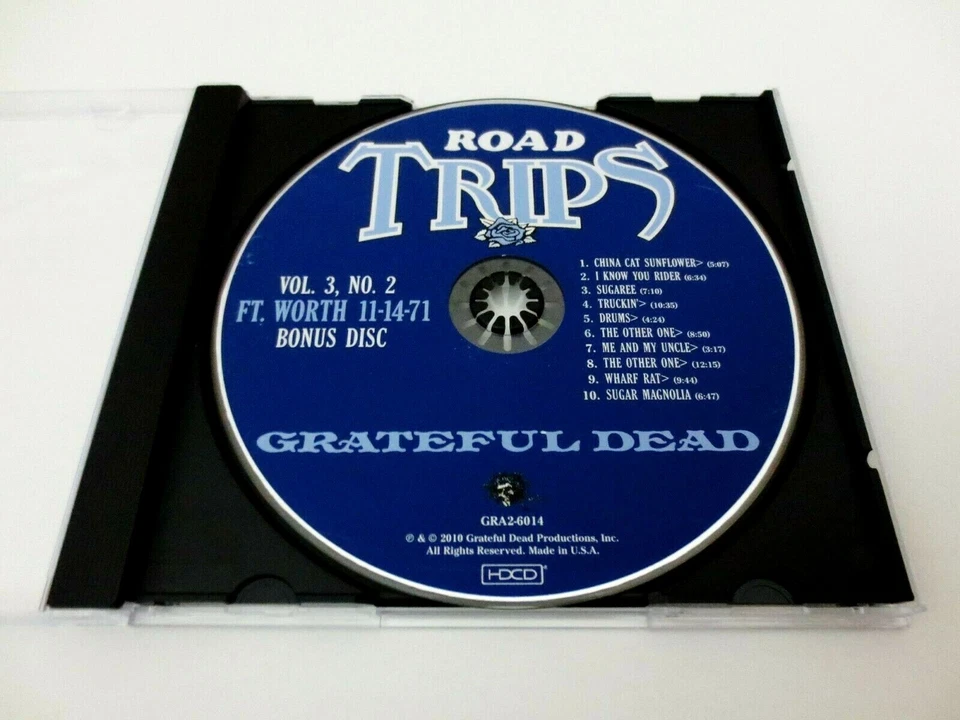 ROAD
TRIPS
VOL. 3, NO. 2
FT. WORTH 11-14-71
BONUS DISC
1. CHINA CAT SUNFLOWER> (5:07)
2. I KNOW YOU RIDER (6:34)
3. SUGAREE (7:16)
4. TRUCKIN'> (10:35)
5. DRUMS> (4:24)
6. THE OTHER ONE> (8:50)
7. ME AND MY UNCLE> (3:17)
8. THE OTHER ONE> (12:15)
9. WHARF RAT> (9:44)
10. SUGAR MAGNOLIA (6:47)
GRATEFUL DEAD
GRA2-6014
℗ & © 2010 Grateful Dead Productions, Inc.
All Rights Reserved. Made in U.S.A.
HDCD®